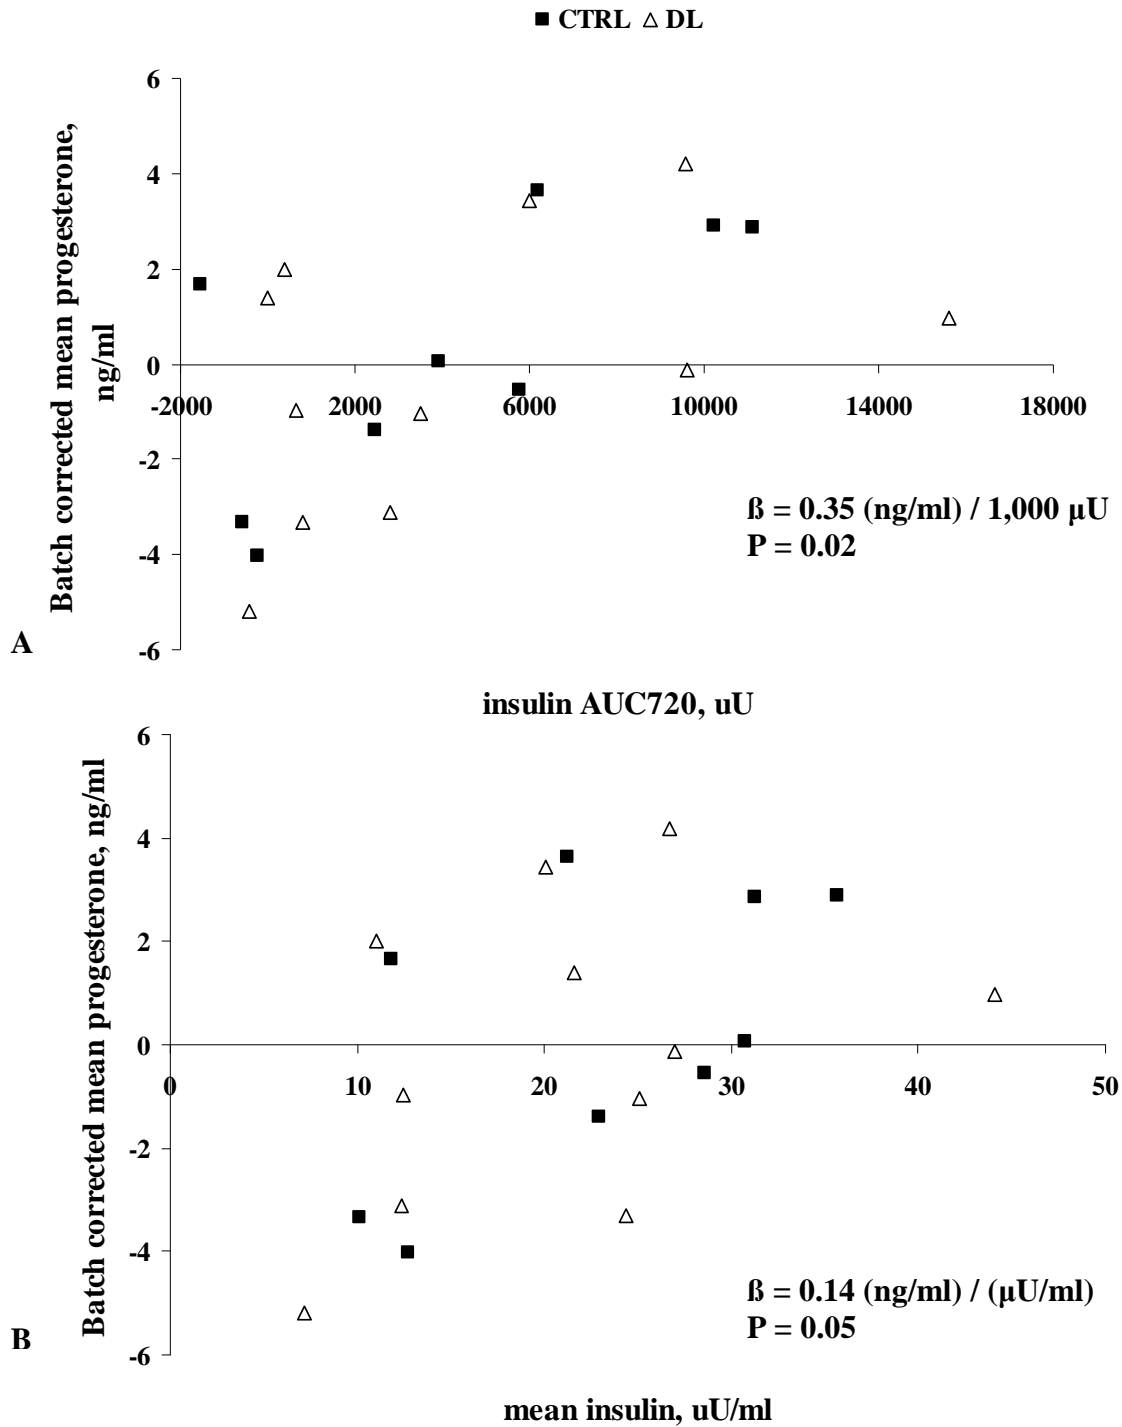 CTRL DL
6
4
2
0
-2000 2000 6000 10000 14000 18000
-2
-4
-6
Batch corrected mean progesterone,
ng/ml
ß = 0.35 (ng/ml) / 1,000 µU
P = 0.02
A
insulin AUC720, uU
6
4
2
0
0 10 20 30 40 50
-2
-4
-6
Batch corrected mean progesterone, ng/ml
ß = 0.14 (ng/ml) / (µU/ml)
P = 0.05
B
mean insulin, uU/ml